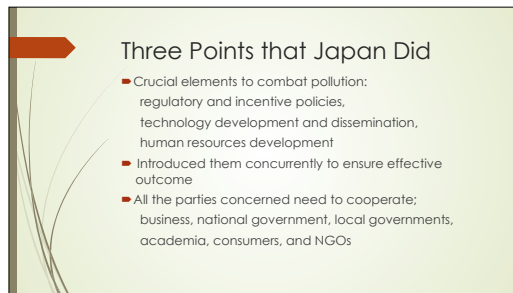 Three Points that Japan Did
Crucial elements to combat pollution:
regulatory and incentive policies,
technology development and dissemination,
human resources development
Introduced them concurrently to ensure effective
outcome
All the parties concerned need to cooperate;
business, national government, local governments,
academia, consumers, and NGOs